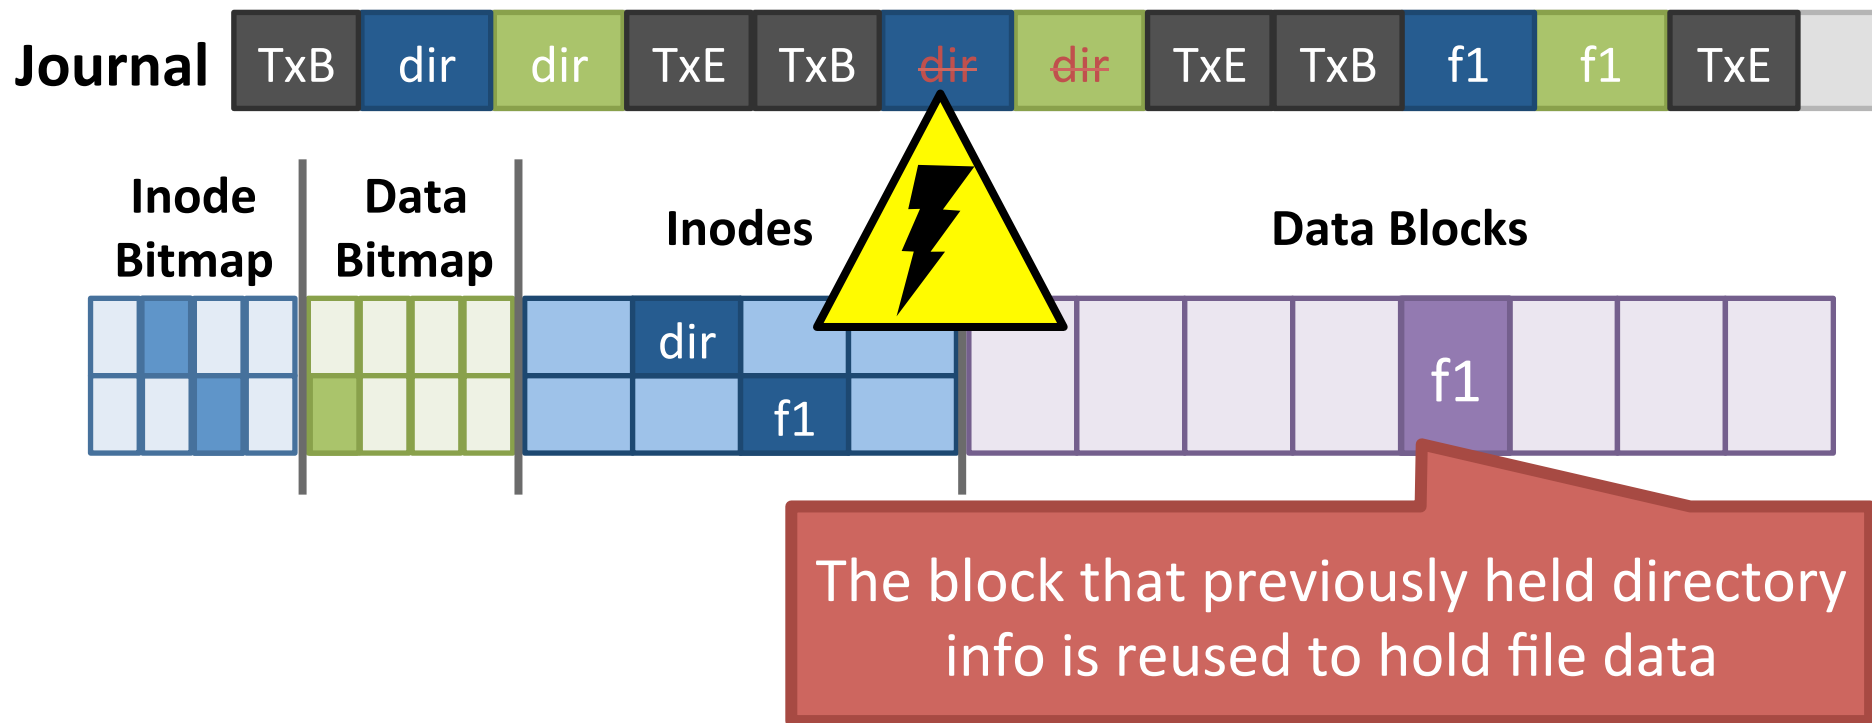 Journal TxB dir dir TxE TxB dir dir TxE TxB f1 f1 TxE
Inode
Bitmap
Data
Bitmap
Inodes
Data Blocks
dir
f1
f1
The block that previously held directory
info is reused to hold file data